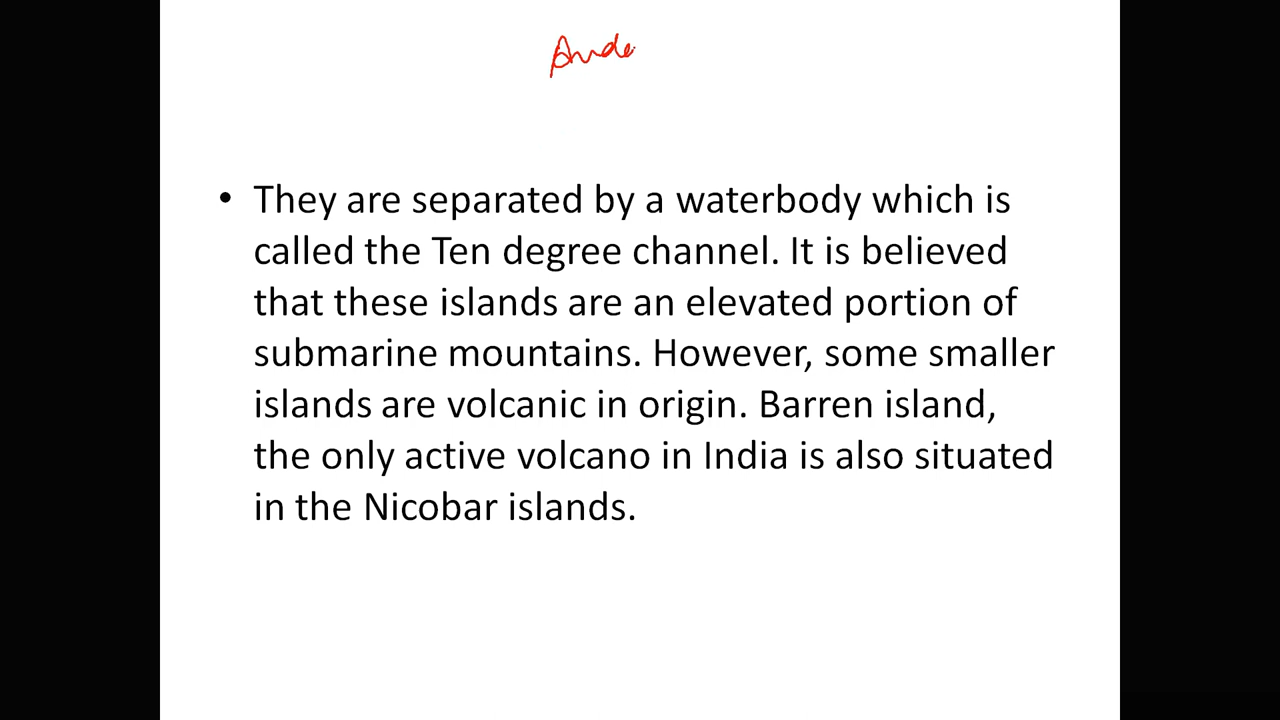 Ande
• They are separated by a waterbody which is
called the Ten degree channel. It is believed
that these islands are an elevated portion of
submarine mountains. However, some smaller
islands are volcanic in origin. Barren island,
the only active volcano in India is also situated
in the Nicobar islands.